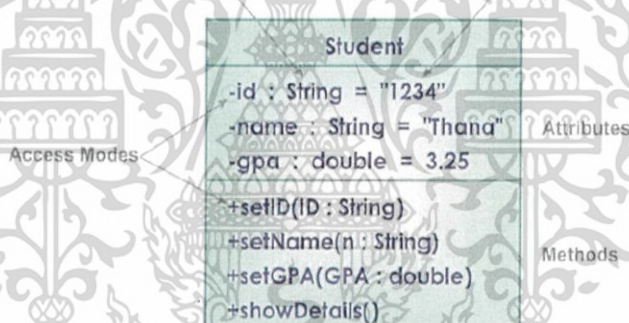 Student
-id : String = "1234"
-name : String = "Thana"
Attributes
Access Modes
-gpa : double = 3.25
+setID(ID : String)
+setName(n : String)
Methods
+setGPA(GPA : double)
+showDetails()